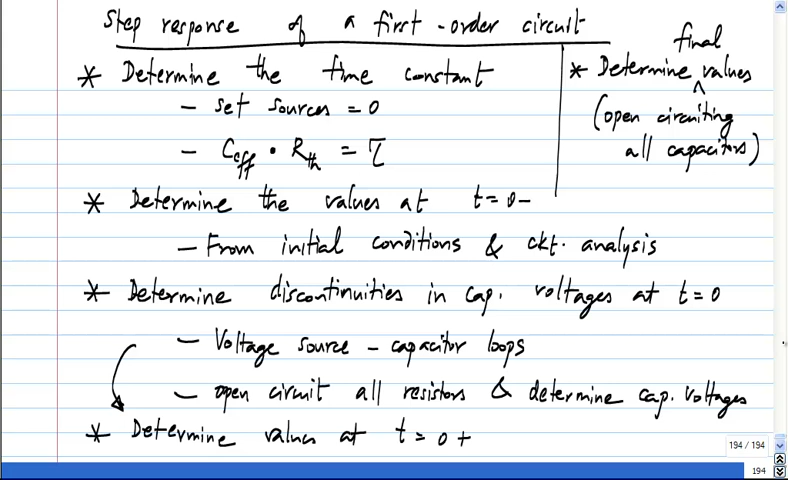 Step response of a first-order circuit
* Determine the time constant
- set sources = 0
- Ceff • Rth = τ
* Determine final values
(open circuiting
all capacitors)
* Determine the values at t=0-
- From initial conditions & ckt. analysis
* Determine discontinuities in cap. voltages at t=0
- Voltage source - capacitor loops
- open circuit all resistors & determine cap. voltages
* Determine values at t=0+
194 / 194
194